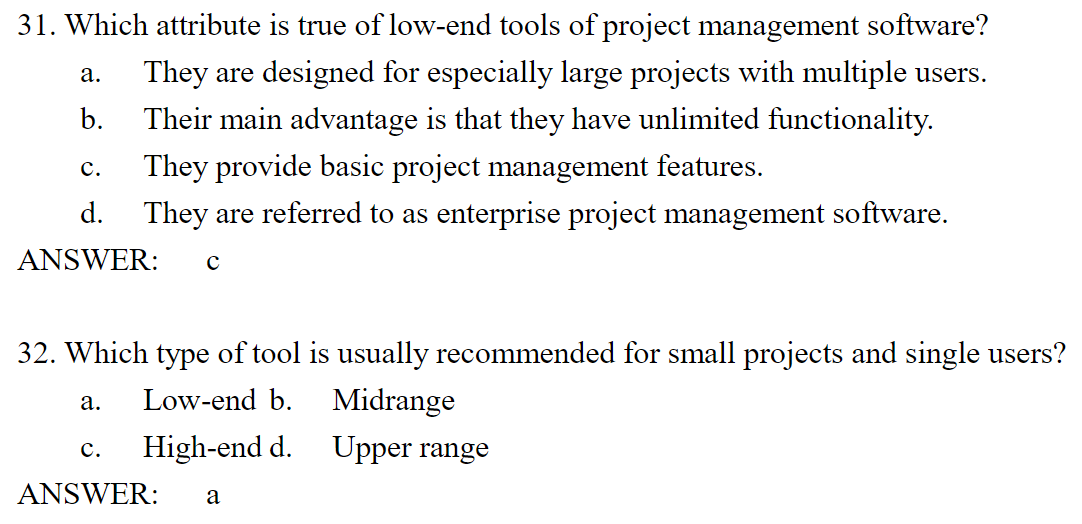 31. Which attribute is true of low-end tools of project management software?
a. They are designed for especially large projects with multiple users.
b. Their main advantage is that they have unlimited functionality.
c. They provide basic project management features.
d. They are referred to as enterprise project management software.
ANSWER: c
32. Which type of tool is usually recommended for small projects and single users?
a. Low-end b. Midrange
c. High-end d. Upper range
ANSWER: a